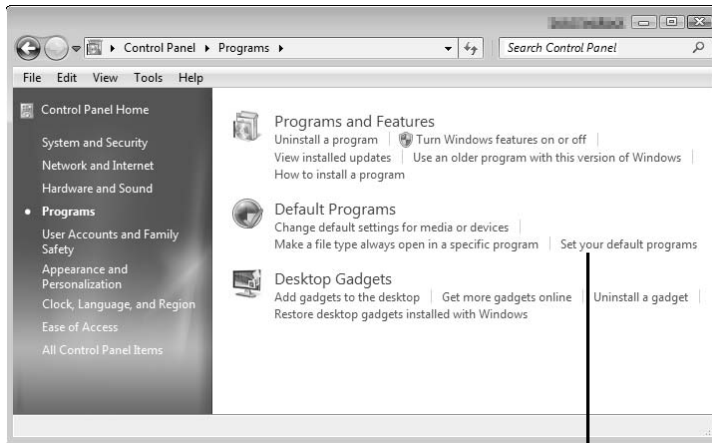 Control Panel Programs
Search Control Panel
File Edit View Tools Help
Control Panel Home
System and Security
Network and Internet
Hardware and Sound
Programs
User Accounts and Family
Safety
Appearance and
Personalization
Clock, Language, and Region
Ease of Access
All Control Panel Items
Programs and Features
Uninstall a program
Turn Windows features on or off
View installed updates
Use an older program with this version of Windows
How to install a program
Default Programs
Change default settings for media or devices
Make a file type always open in a specific program
Set your default programs
Desktop Gadgets
Add gadgets to the desktop
Get more gadgets online
Uninstall a gadget
Restore desktop gadgets installed with Windows